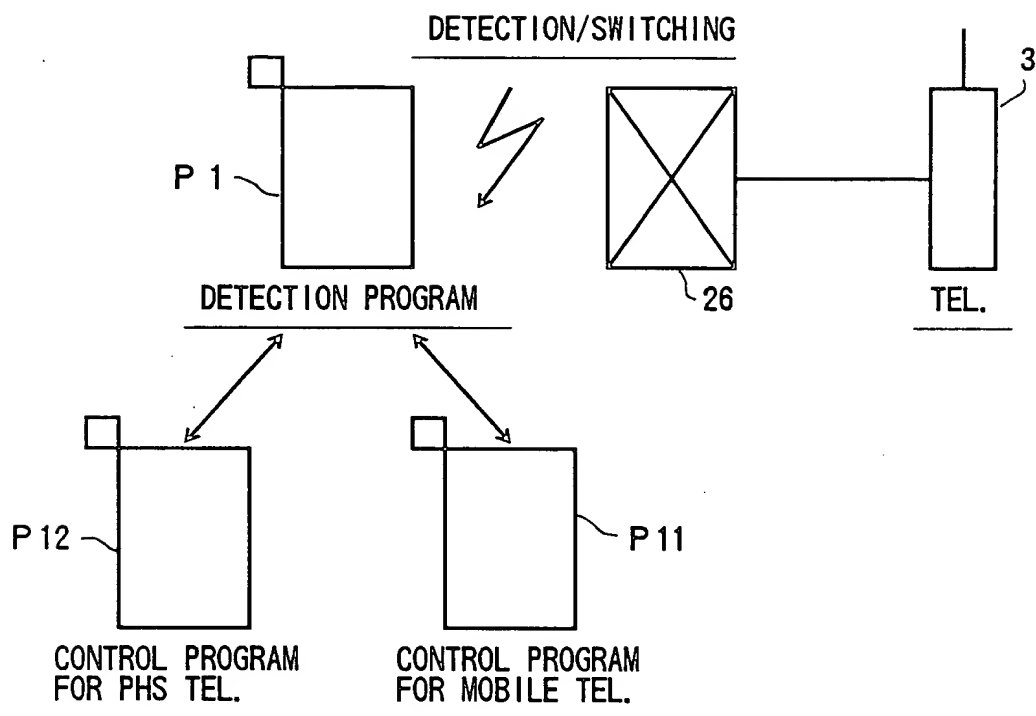 DETECTION/SWITCHING
3
P 1
26
DETECTION PROGRAM
TEL.
P 12
P 11
CONTROL PROGRAM
FOR PHS TEL.
CONTROL PROGRAM
FOR MOBILE TEL.